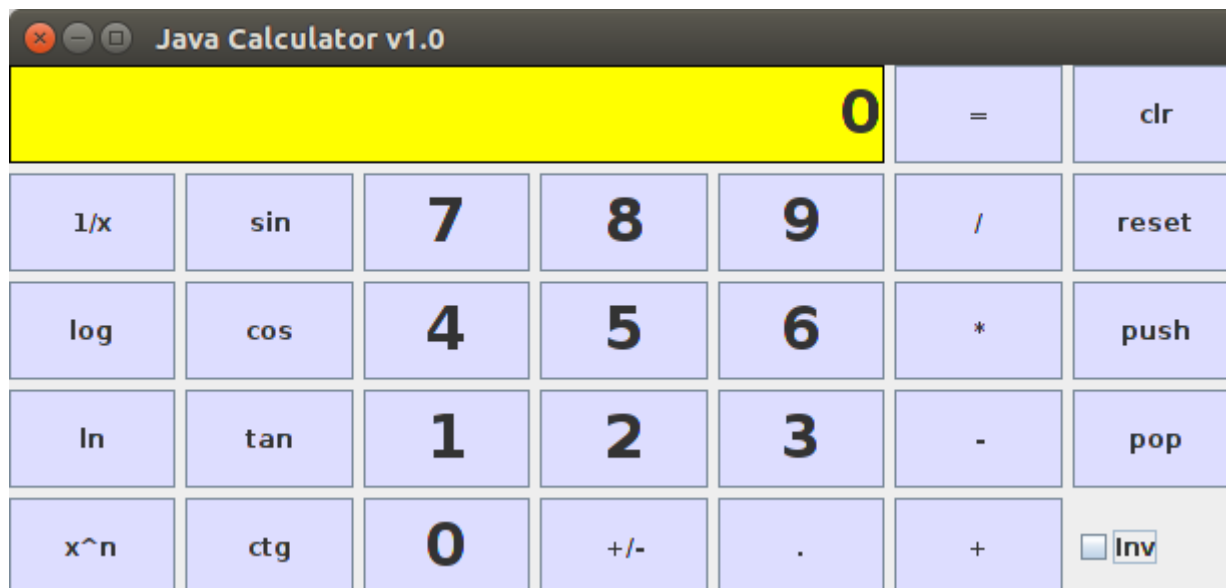 Java Calculator v1.0
0 = clr
1/x sin 7 8 9 / reset
log cos 4 5 6 * push
ln tan 1 2 3 - pop
x^n ctg 0 +/- . + Inv